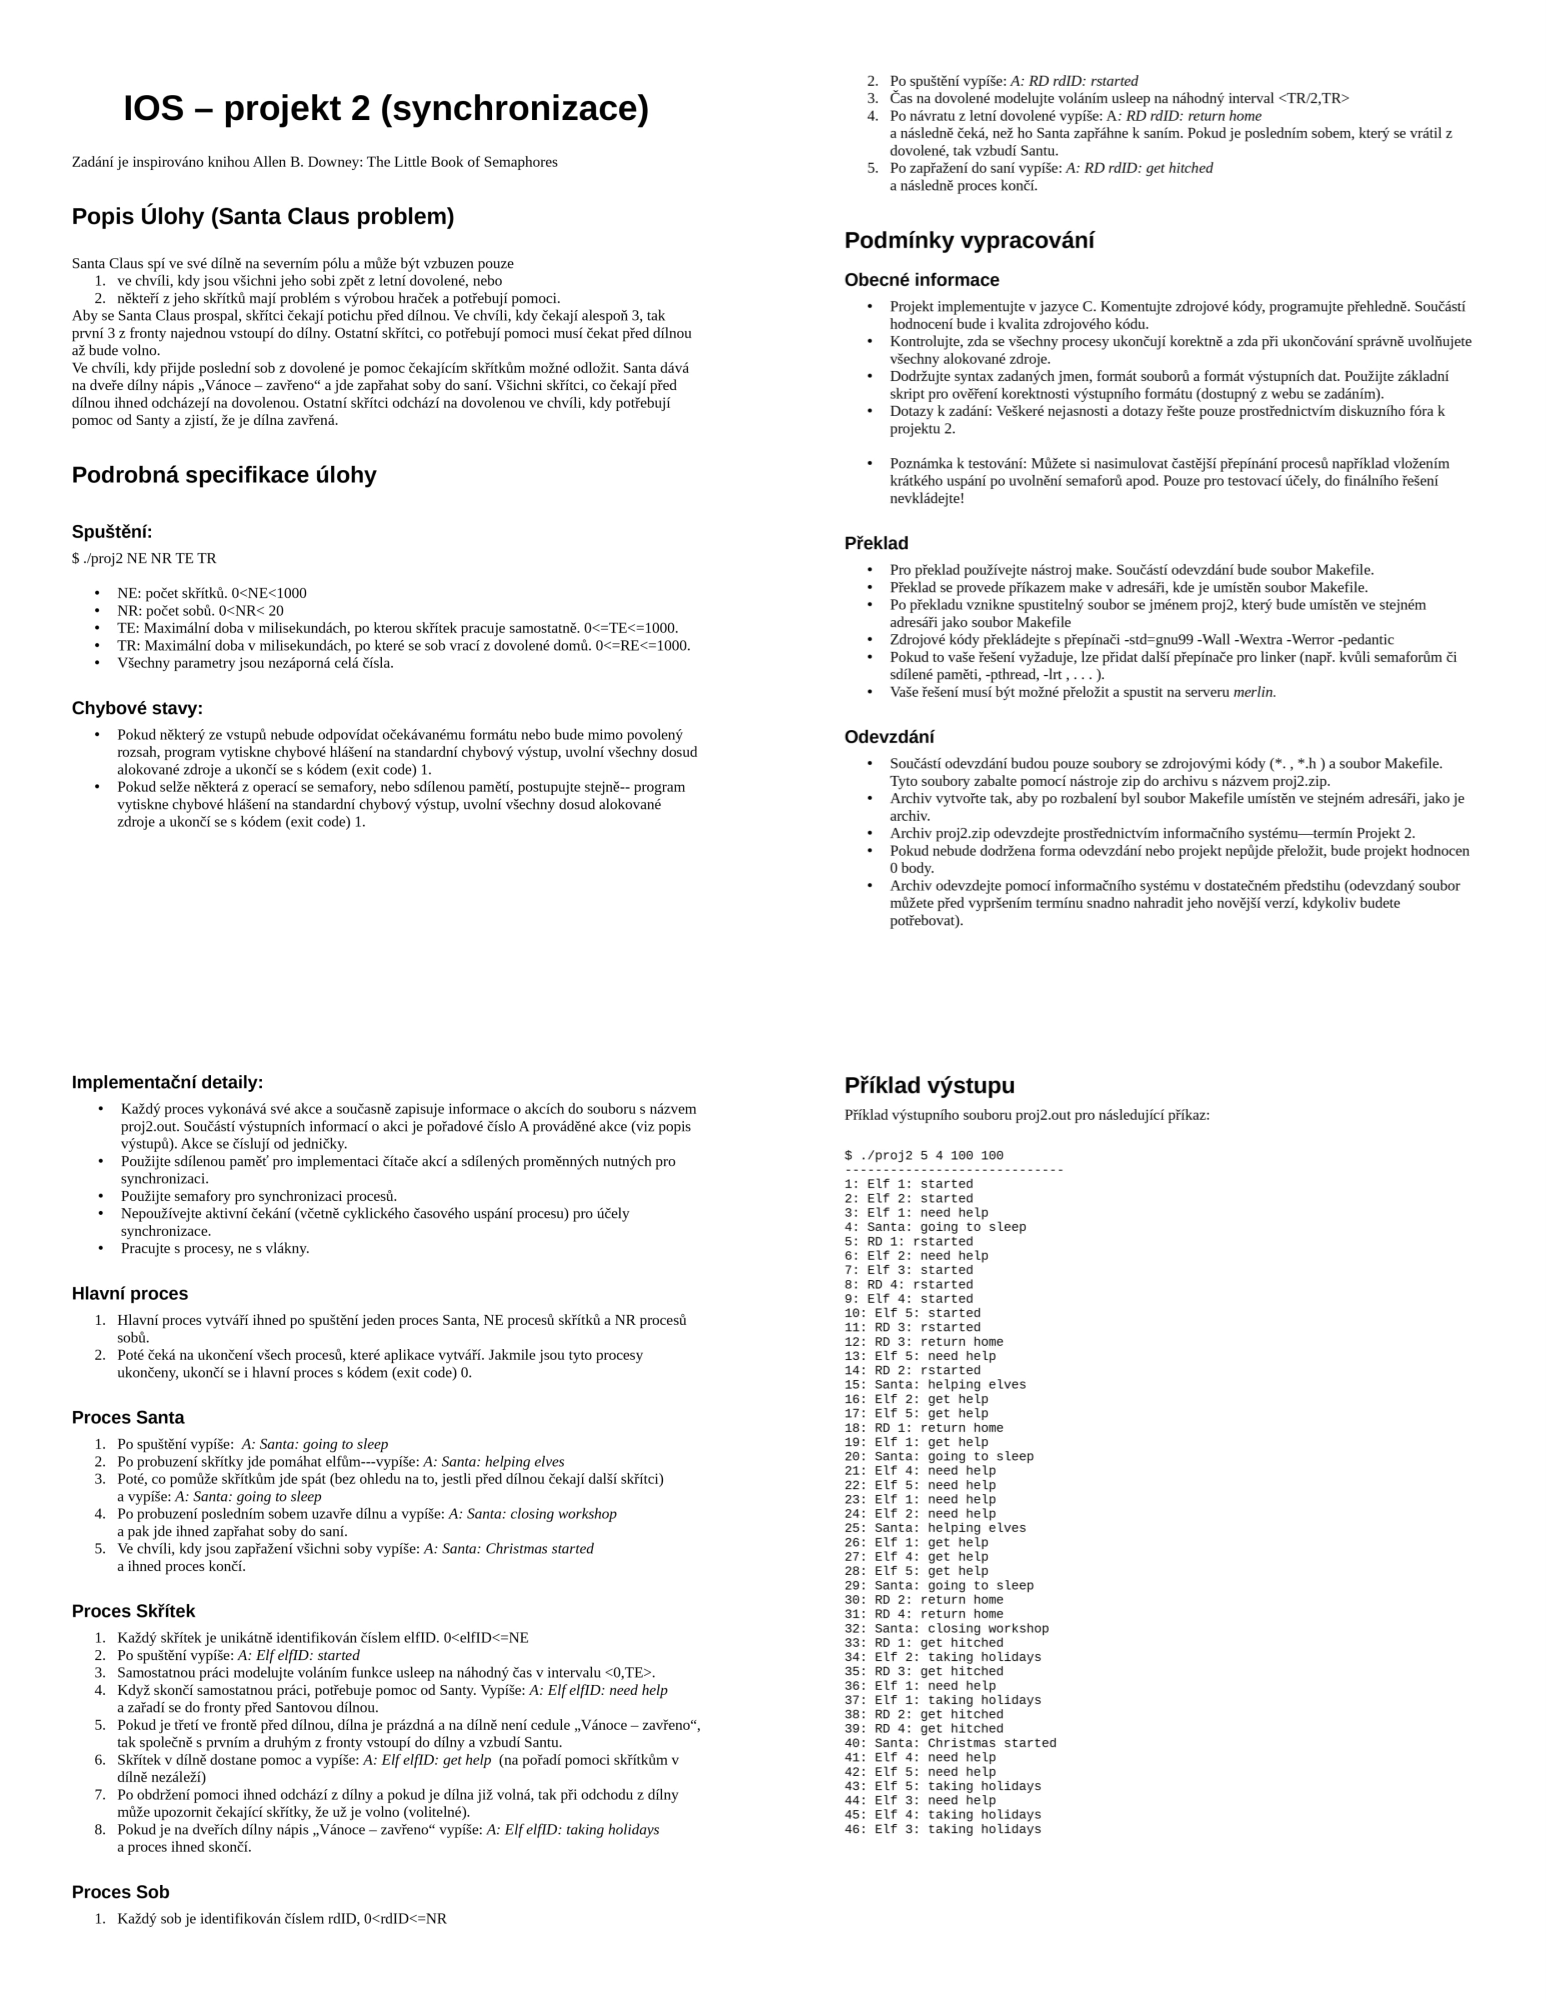 IOS – projekt 2 (synchronizace)
Zadání je inspirováno knihou Allen B. Downey: The Little Book of Semaphores
Popis Úlohy (Santa Claus problem)
Santa Claus spí ve své dílně na severním pólu a může být vzbuzen pouze
1. ve chvíli, kdy jsou všichni jeho sobi zpět z letní dovolené, nebo
2. někteří z jeho skřítků mají problém s výrobou hraček a potřebují pomoci.
Aby se Santa Claus prospal, skřítci čekají potichu před dílnou. Ve chvíli, kdy čekají alespoň 3, tak
první 3 z fronty najednou vstoupí do dílny. Ostatní skřítci, co potřebují pomoci musí čekat před dílnou
až bude volno.
Ve chvíli, kdy přijde poslední sob z dovolené je pomoc čekajícím skřítkům možné odložit. Santa dává
na dveře dílny nápis „Vánoce – zavřeno“ a jde zapřahat soby do saní. Všichni skřítci, co čekají před
dílnou ihned odcházejí na dovolenou. Ostatní skřítci odchází na dovolenou ve chvíli, kdy potřebují
pomoc od Santy a zjistí, že je dílna zavřená.
Podrobná specifikace úlohy
Spuštění:
$ ./proj2 NE NR TE TR
• NE: počet skřítků. 0<NE<1000
• NR: počet sobů. 0<NR< 20
• TE: Maximální doba v milisekundách, po kterou skřítek pracuje samostatně. 0<=TE<=1000.
• TR: Maximální doba v milisekundách, po které se sob vrací z dovolené domů. 0<=RE<=1000.
• Všechny parametry jsou nezáporná celá čísla.
Chybové stavy:
• Pokud některý ze vstupů nebude odpovídat očekávanému formátu nebo bude mimo povolený
rozsah, program vytiskne chybové hlášení na standardní chybový výstup, uvolní všechny dosud
alokované zdroje a ukončí se s kódem (exit code) 1.
• Pokud selže některá z operací se semafory, nebo sdílenou pamětí, postupujte stejně-- program
vytiskne chybové hlášení na standardní chybový výstup, uvolní všechny dosud alokované
zdroje a ukončí se s kódem (exit code) 1.
2. Po spuštění vypíše: A: RD rdID: rstarted
3. Čas na dovolené modelujte voláním usleep na náhodný interval <TR/2,TR>
4. Po návratu z letní dovolené vypíše: A: RD rdID: return home
a následně čeká, než ho Santa zapřáhne k saním. Pokud je posledním sobem, který se vrátil z
dovolené, tak vzbudí Santu.
5. Po zapřažení do saní vypíše: A: RD rdID: get hitched
a následně proces končí.
Podmínky vypracování
Obecné informace
• Projekt implementujte v jazyce C. Komentujte zdrojové kódy, programujte přehledně. Součástí
hodnocení bude i kvalita zdrojového kódu.
• Kontrolujte, zda se všechny procesy ukončují korektně a zda při ukončování správně uvolňujete
všechny alokované zdroje.
• Dodržujte syntax zadaných jmen, formát souborů a formát výstupních dat. Použijte základní
skript pro ověření korektnosti výstupního formátu (dostupný z webu se zadáním).
• Dotazy k zadání: Veškeré nejasnosti a dotazy řešte pouze prostřednictvím diskuzního fóra k
projektu 2.
• Poznámka k testování: Můžete si nasimulovat častější přepínání procesů například vložením
krátkého uspání po uvolnění semaforů apod. Pouze pro testovací účely, do finálního řešení
nevkládejte!
Překlad
• Pro překlad používejte nástroj make. Součástí odevzdání bude soubor Makefile.
• Překlad se provede příkazem make v adresáři, kde je umístěn soubor Makefile.
• Po překladu vznikne spustitelný soubor se jménem proj2, který bude umístěn ve stejném
adresáři jako soubor Makefile
• Zdrojové kódy překládejte s přepínači -std=gnu99 -Wall -Wextra -Werror -pedantic
• Pokud to vaše řešení vyžaduje, lze přidat další přepínače pro linker (např. kvůli semaforům či
sdílené paměti, -pthread, -lrt , . . . ).
• Vaše řešení musí být možné přeložit a spustit na serveru merlin.
Odevzdání
• Součástí odevzdání budou pouze soubory se zdrojovými kódy (*. , *.h ) a soubor Makefile.
Tyto soubory zabalte pomocí nástroje zip do archivu s názvem proj2.zip.
• Archiv vytvořte tak, aby po rozbalení byl soubor Makefile umístěn ve stejném adresáři, jako je
archiv.
• Archiv proj2.zip odevzdejte prostřednictvím informačního systému—termín Projekt 2.
• Pokud nebude dodržena forma odevzdání nebo projekt nepůjde přeložit, bude projekt hodnocen
0 body.
• Archiv odevzdejte pomocí informačního systému v dostatečném předstihu (odevzdaný soubor
můžete před vypršením termínu snadno nahradit jeho novější verzí, kdykoliv budete
potřebovat).
Implementační detaily:
• Každý proces vykonává své akce a současně zapisuje informace o akcích do souboru s názvem
proj2.out. Součástí výstupních informací o akci je pořadové číslo A prováděné akce (viz popis
výstupů). Akce se číslují od jedničky.
• Použijte sdílenou paměť pro implementaci čítače akcí a sdílených proměnných nutných pro
synchronizaci.
• Použijte semafory pro synchronizaci procesů.
• Nepoužívejte aktivní čekání (včetně cyklického časového uspání procesu) pro účely
synchronizace.
• Pracujte s procesy, ne s vlákny.
Hlavní proces
1. Hlavní proces vytváří ihned po spuštění jeden proces Santa, NE procesů skřítků a NR procesů
sobů.
2. Poté čeká na ukončení všech procesů, které aplikace vytváří. Jakmile jsou tyto procesy
ukončeny, ukončí se i hlavní proces s kódem (exit code) 0.
Proces Santa
1. Po spuštění vypíše: A: Santa: going to sleep
2. Po probuzení skřítky jde pomáhat elfům---vypíše: A: Santa: helping elves
3. Poté, co pomůže skřítkům jde spát (bez ohledu na to, jestli před dílnou čekají další skřítci)
a vypíše: A: Santa: going to sleep
4. Po probuzení posledním sobem uzavře dílnu a vypíše: A: Santa: closing workshop
a pak jde ihned zapřahat soby do saní.
5. Ve chvíli, kdy jsou zapřažení všichni soby vypíše: A: Santa: Christmas started
a ihned proces končí.
Proces Skřítek
1. Každý skřítek je unikátně identifikován číslem elfID. 0<elfID<=NE
2. Po spuštění vypíše: A: Elf elfID: started
3. Samostatnou práci modelujte voláním funkce usleep na náhodný čas v intervalu <0,TE>.
4. Když skončí samostatnou práci, potřebuje pomoc od Santy. Vypíše: A: Elf elfID: need help
a zařadí se do fronty před Santovou dílnou.
5. Pokud je třetí ve frontě před dílnou, dílna je prázdná a na dílně není cedule „Vánoce – zavřeno“,
tak společně s prvním a druhým z fronty vstoupí do dílny a vzbudí Santu.
6. Skřítek v dílně dostane pomoc a vypíše: A: Elf elfID: get help (na pořadí pomoci skřítkům v
dílně nezáleží)
7. Po obdržení pomoci ihned odchází z dílny a pokud je dílna již volná, tak při odchodu z dílny
může upozornit čekající skřítky, že už je volno (volitelné).
8. Pokud je na dveřích dílny nápis „Vánoce – zavřeno“ vypíše: A: Elf elfID: taking holidays
a proces ihned skončí.
Proces Sob
1. Každý sob je identifikován číslem rdID, 0<rdID<=NR
Příklad výstupu
Příklad výstupního souboru proj2.out pro následující příkaz:
$ ./proj2 5 4 100 100
-----------------------------
1: Elf 1: started
2: Elf 2: started
3: Elf 1: need help
4: Santa: going to sleep
5: RD 1: rstarted
6: Elf 2: need help
7: Elf 3: started
8: RD 4: rstarted
9: Elf 4: started
10: Elf 5: started
11: RD 3: rstarted
12: RD 3: return home
13: Elf 5: need help
14: RD 2: rstarted
15: Santa: helping elves
16: Elf 2: get help
17: Elf 5: get help
18: RD 1: return home
19: Elf 1: get help
20: Santa: going to sleep
21: Elf 4: need help
22: Elf 5: need help
23: Elf 1: need help
24: Elf 2: need help
25: Santa: helping elves
26: Elf 1: get help
27: Elf 4: get help
28: Elf 5: get help
29: Santa: going to sleep
30: RD 2: return home
31: RD 4: return home
32: Santa: closing workshop
33: RD 1: get hitched
34: Elf 2: taking holidays
35: RD 3: get hitched
36: Elf 1: need help
37: Elf 1: taking holidays
38: RD 2: get hitched
39: RD 4: get hitched
40: Santa: Christmas started
41: Elf 4: need help
42: Elf 5: need help
43: Elf 5: taking holidays
44: Elf 3: need help
45: Elf 4: taking holidays
46: Elf 3: taking holidays